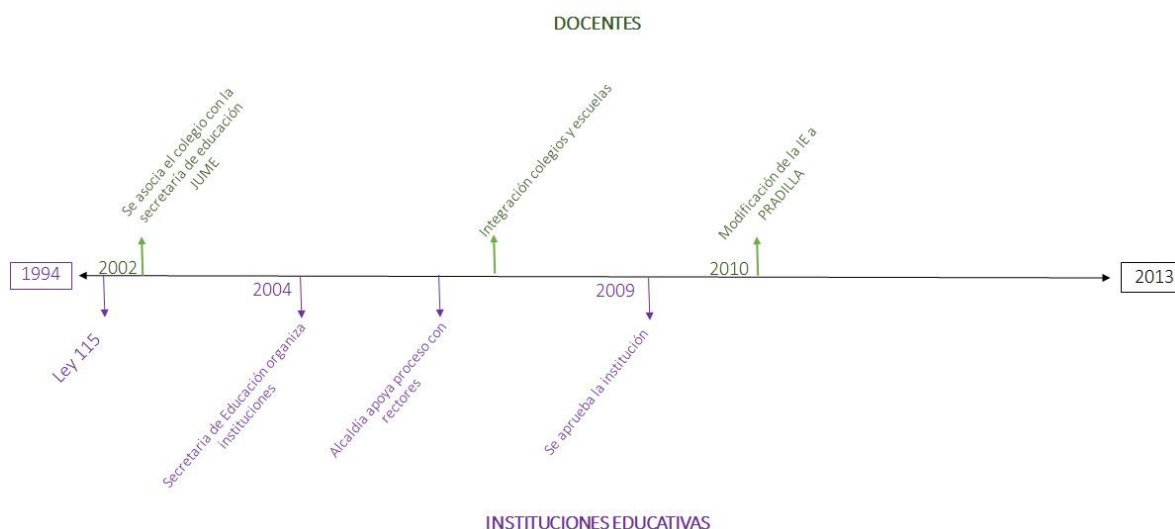 DOCENTES
Se asocia el colegio con la
secretaría de educación
JUME
Integración colegios y escuelas
Modificación de la IE a
PRADILLA
1994
2002
2010
2013
2004
2009
Ley 115
Secretaria de Educación organiza
instituciones
Alcaldía apoya proceso con
rectores
Se aprueba la institución
INSTITUCIONES EDUCATIVAS